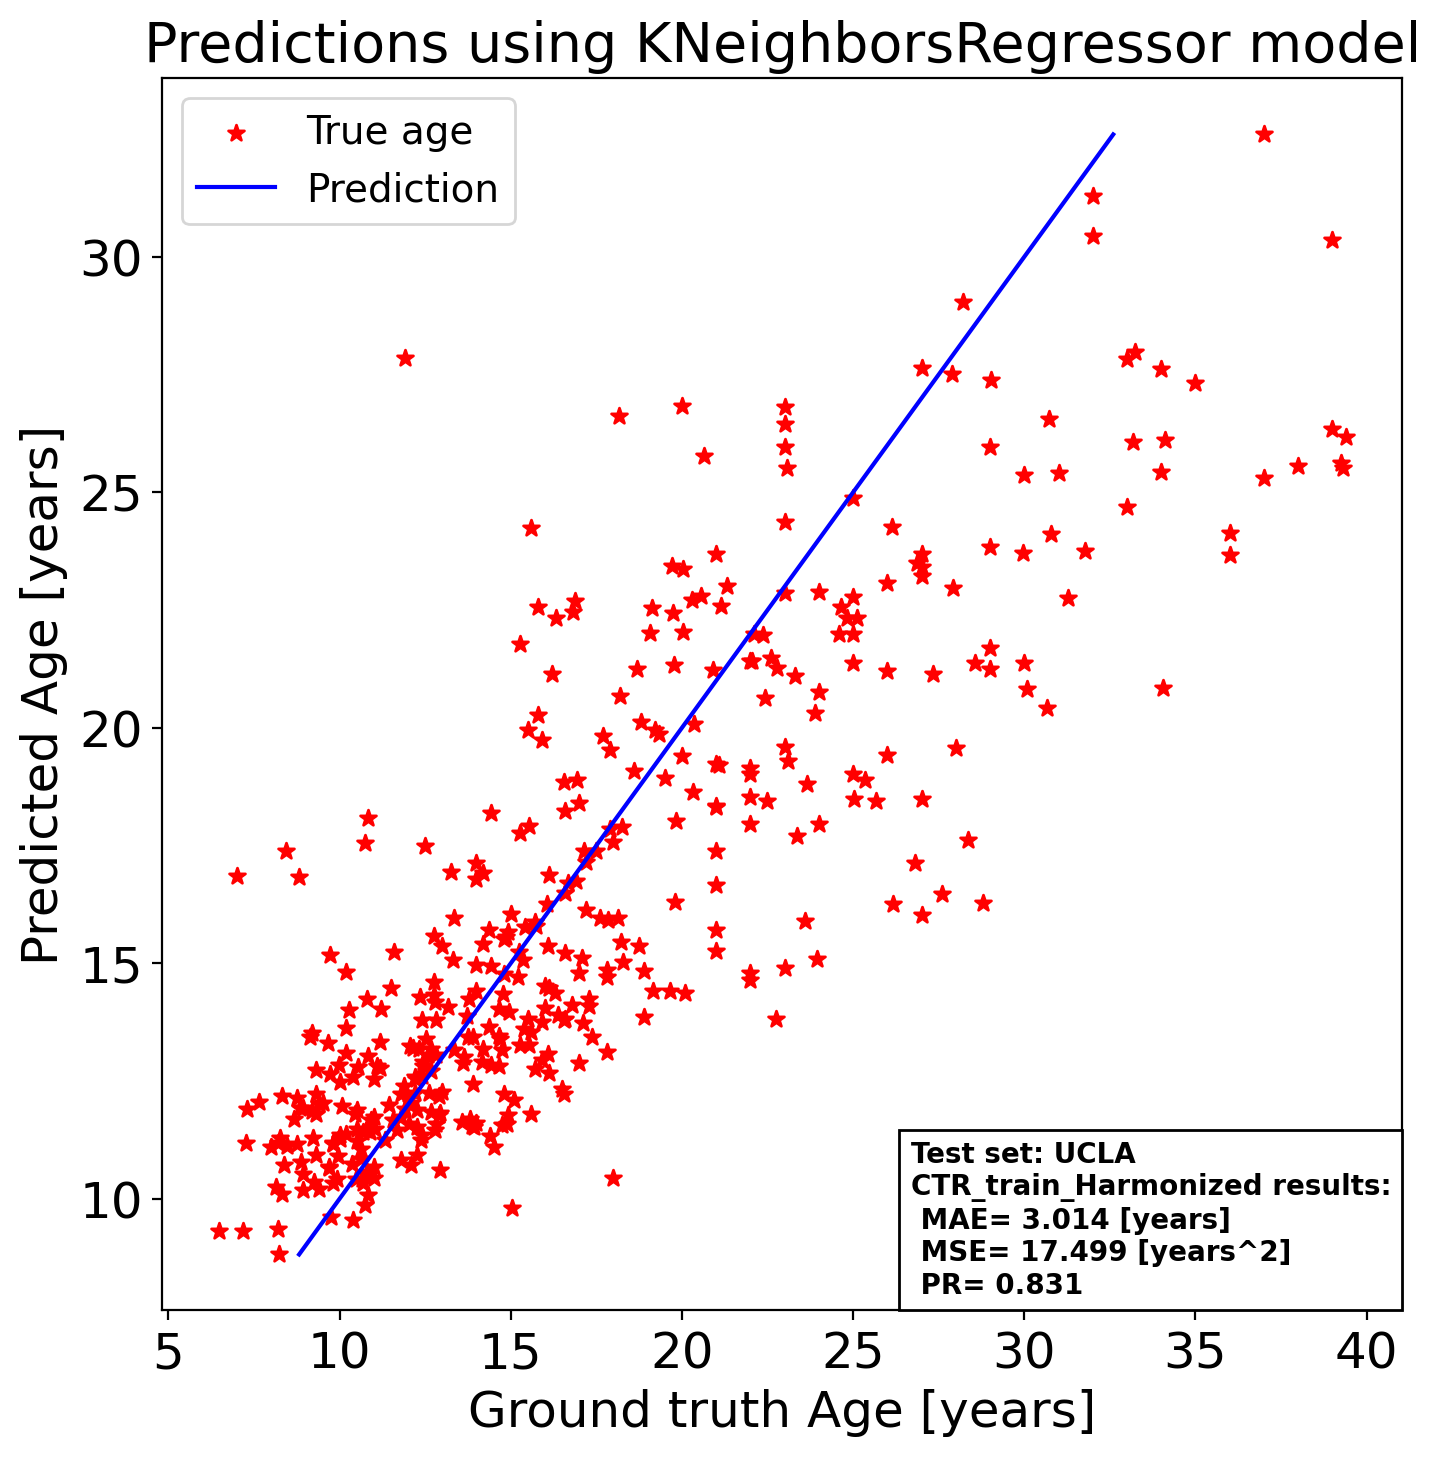 Predictions using KNeighborsRegressor model
True age
Prediction
30
25
20
15
10
Predicted Age [years]
Test set: UCLA
CTR_train_Harmonized results:
MAE= 3.014 [years]
MSE= 17.499 [years^2]
PR= 0.831
5 10 15 20 25 30 35 40
Ground truth Age [years]